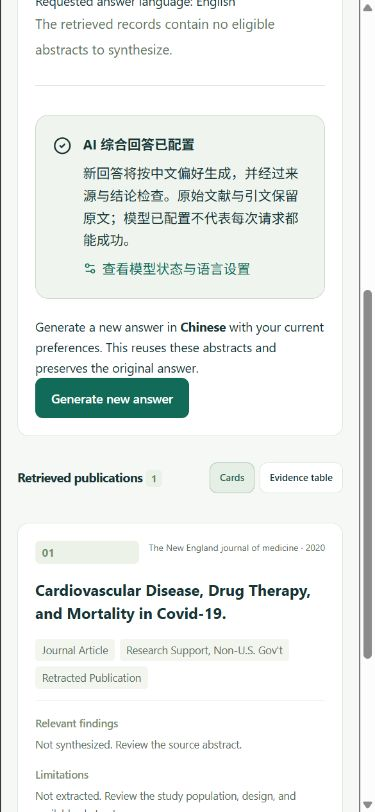 Requested answer language: English
The retrieved records contain no eligible
abstracts to synthesize.
AI 综合回答已配置
新回答将按中文偏好生成，并经过来
源与结论检查。原始文献与引文保留
原文；模型已配置不代表每次请求都
能成功。
查看模型状态与语言设置
Generate a new answer in Chinese with your current
preferences. This reuses these abstracts and
preserves the original answer.
Generate new answer
Retrieved publications 1
Cards
Evidence table
01
The New England journal of medicine · 2020
Cardiovascular Disease, Drug Therapy,
and Mortality in Covid-19.
Journal Article
Research Support, Non-U.S. Gov't
Retracted Publication
Relevant findings
Not synthesized. Review the source abstract.
Limitations
Not extracted. Review the study population, design, and